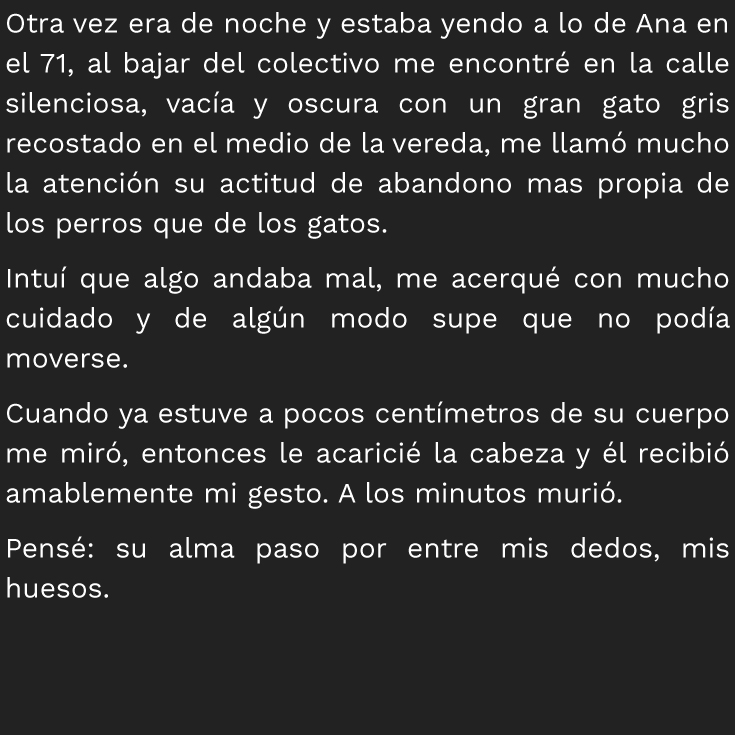 Otra vez era de noche y estaba yendo a lo de Ana en
el 71, al bajar del colectivo me encontré en la calle
silenciosa, vacía y oscura con un gran gato gris
recostado en el medio de la vereda, me llamó mucho
la atención su actitud de abandono mas propia de
los perros que de los gatos.
Intuí que algo andaba mal, me acerqué con mucho
cuidado y de algún modo supe que no podía
moverse.
Cuando ya estuve a pocos centímetros de su cuerpo
me miró, entonces le acaricié la cabeza y él recibió
amablemente mi gesto. A los minutos murió.
Pensé: su alma paso por entre mis dedos, mis
huesos.